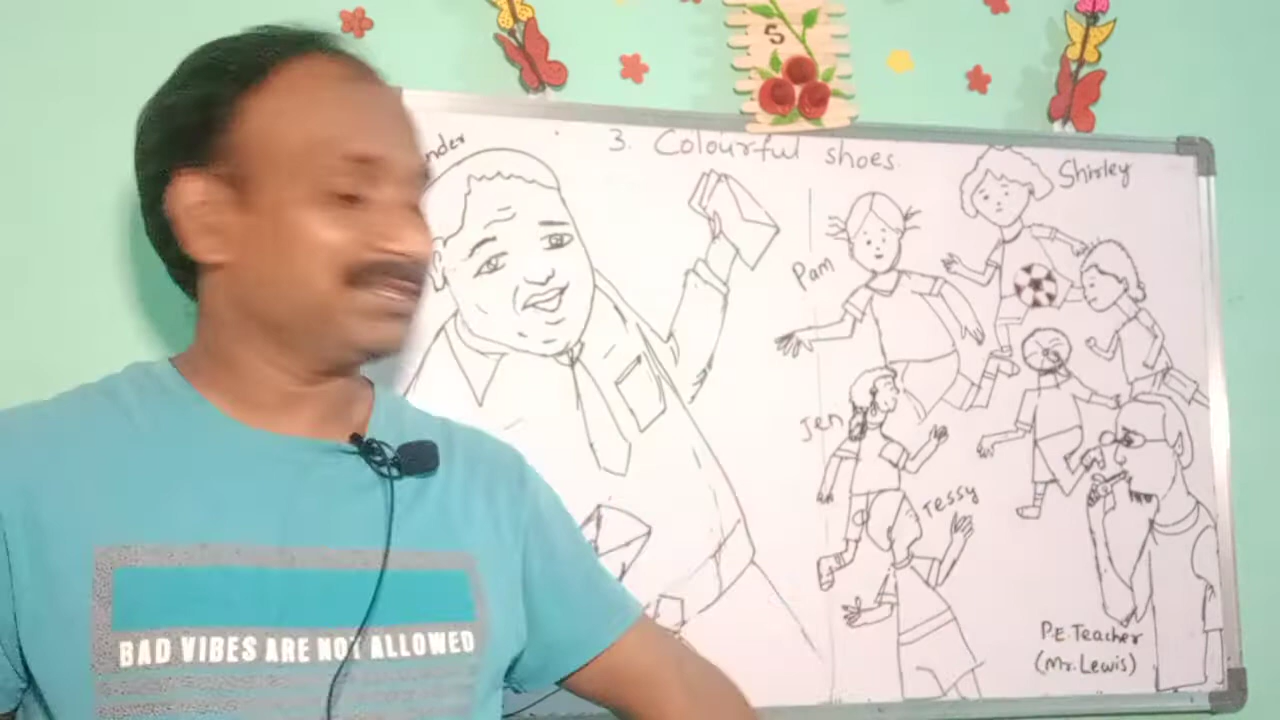 5
3. Colourful shoes.
Shirley
Pam
Jen
Tessy
P.E. Teacher
(Mr. Lewis)
BAD VIBES ARE NOT ALLOWED